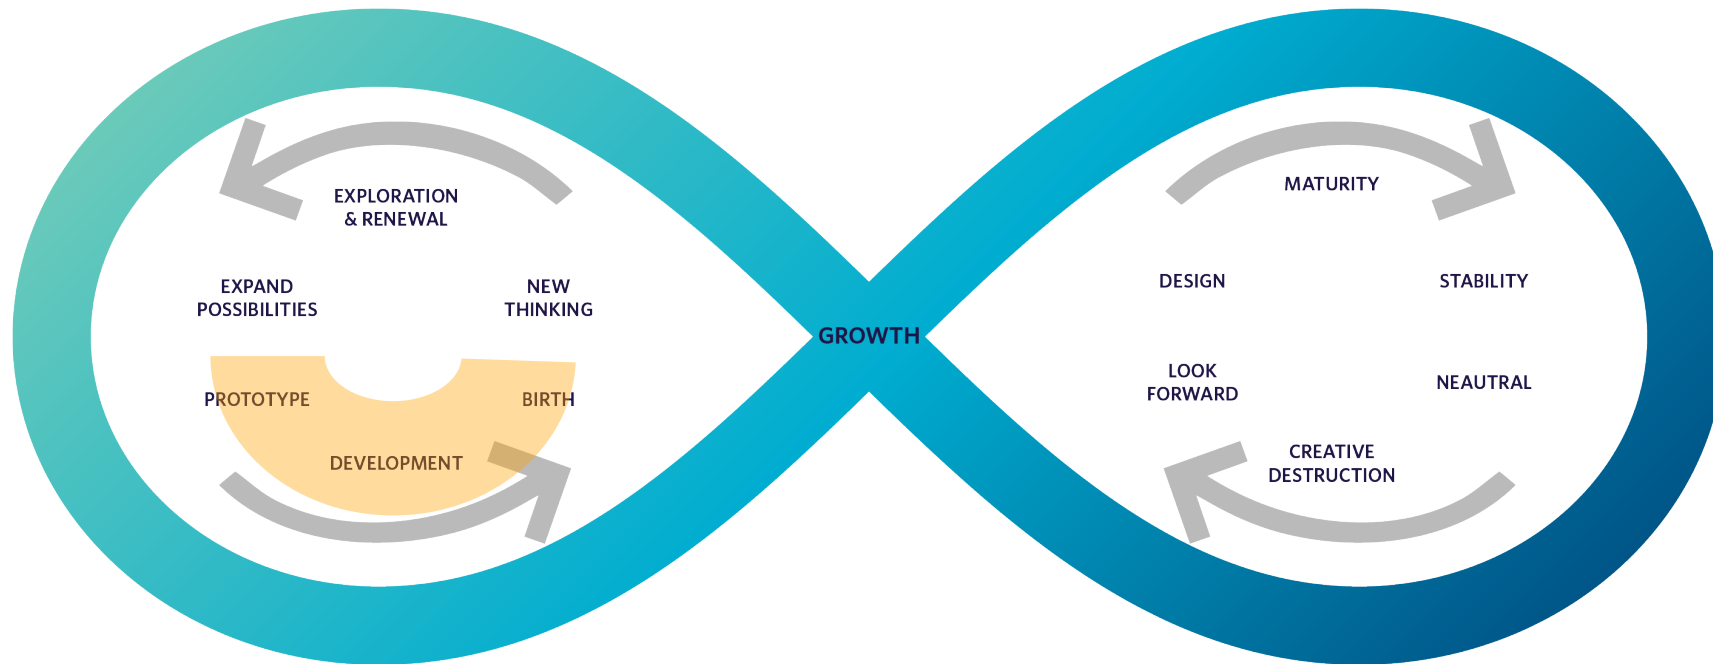 EXPLORATION
& RENEWAL
EXPAND
POSSIBILITIES
NEW
THINKING
PROTOTYPE
BIRTH
DEVELOPMENT
GROWTH
MATURITY
DESIGN
STABILITY
LOOK
FORWARD
NEAUTRAL
CREATIVE
DESTRUCTION